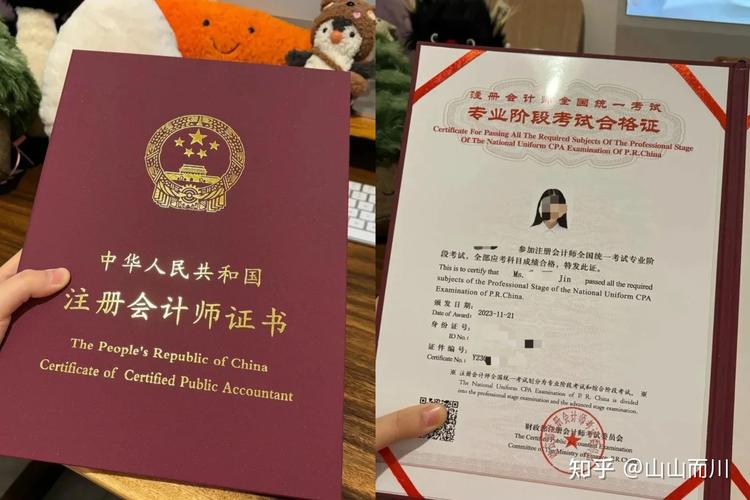 中华人民共和国
注册会计师证书
The People's Republic of China
Certificate of Certified Public Accountant
注册会计师全国统一考试
专业阶段考试合格证
Certificate For Passing All The Required Subjects Of The Professional Stage
Of The National Uniform CPA Examination Of P.R.China
参加注册会计师全国统一考试专业阶
段考试，全部应考科目成绩合格，特发此证。
This is to certify that Ms. Jin passed all the required
subjects of the Professional Stage of the National Uniform CPA
Examination of P.R.China.
颁发日期：
Date of Award: 2023-11-21
身份证号：
ID No.:
证件编号：
Certificate No.: Y230
※ 注册会计师全国统一考试划分为专业阶段考试和综合阶段考试。※
The National Uniform CPA Examination of P. R. China is divided
into the professional stage examination and the advanced stage examination.
财政部注册会计师考试委员会
The Certified Public Accountant Examination
Committee of The Ministry of Finance, P.R.China
知乎 @山山而川